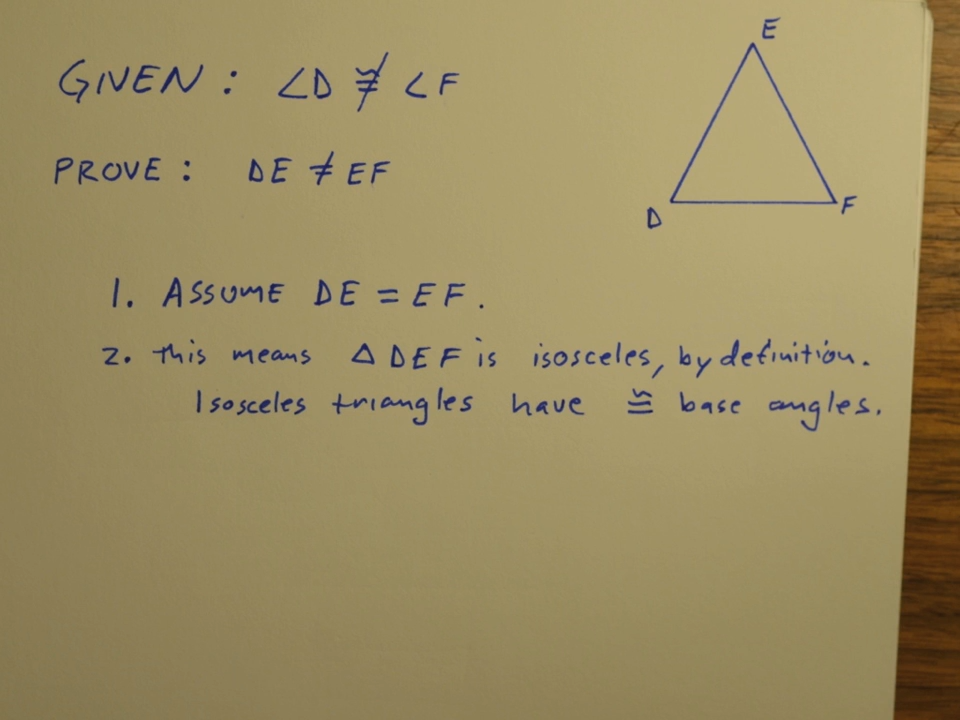 E
GIVEN : ∠D ≇ ∠F
PROVE : DE ≠ EF
D
F
1. ASSUME DE = EF.
2. this means △DEF is isosceles, by definition.
Isosceles triangles have ≅ base angles.